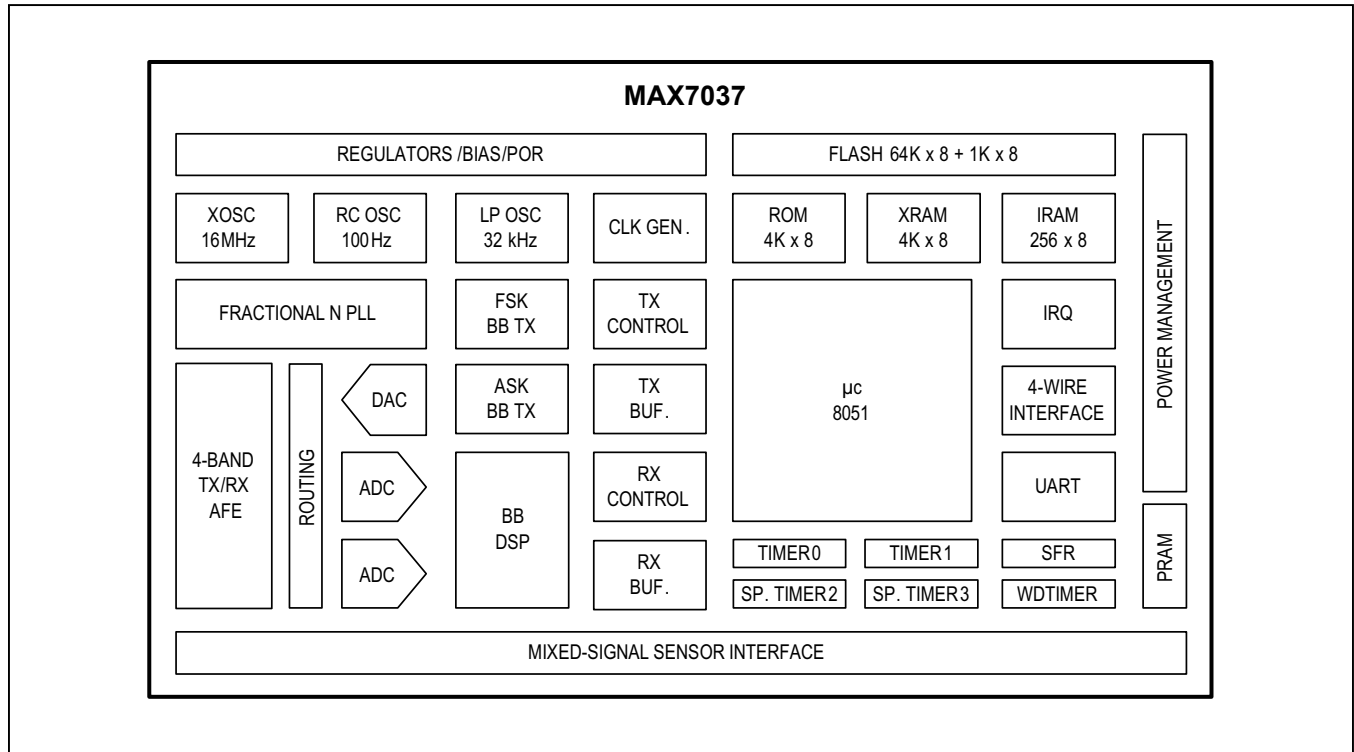 MAX7037
REGULATORS /BIAS/POR
FLASH 64K x 8 + 1K x 8
XOSC
16MHz
RC OSC
100Hz
LP OSC
32 kHz
CLK GEN.
ROM
4K x 8
XRAM
4K x 8
IRAM
256 x 8
POWER MANAGEMENT
FRACTIONAL N PLL
FSK
BB TX
TX
CONTROL
µc
8051
IRQ
4-BAND
TX/RX
AFE
ROUTING
DAC
ASK
BB TX
TX
BUF.
4-WIRE
INTERFACE
ADC
BB
DSP
RX
CONTROL
UART
ADC
RX
BUF.
TIMER0
TIMER1
SFR
PRAM
SP. TIMER2
SP. TIMER3
WDTIMER
MIXED-SIGNAL SENSOR INTERFACE